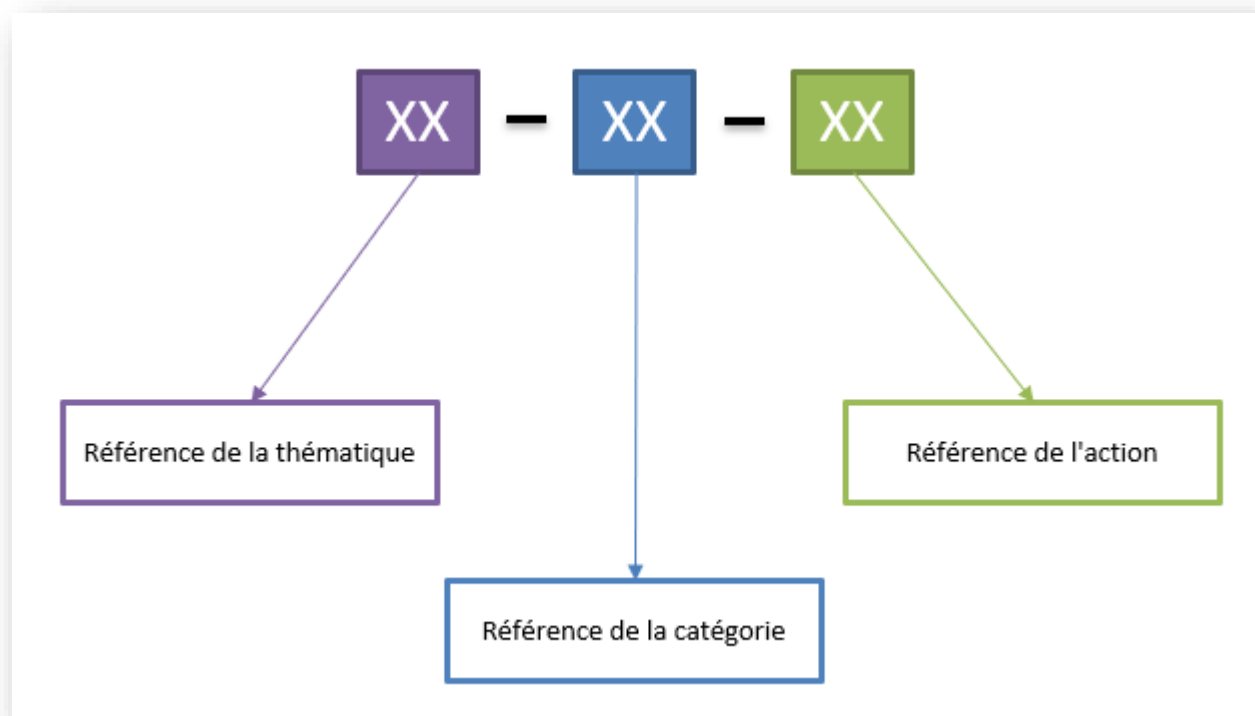 XX - XX - XX
Référence de la thématique
Référence de l'action
Référence de la catégorie